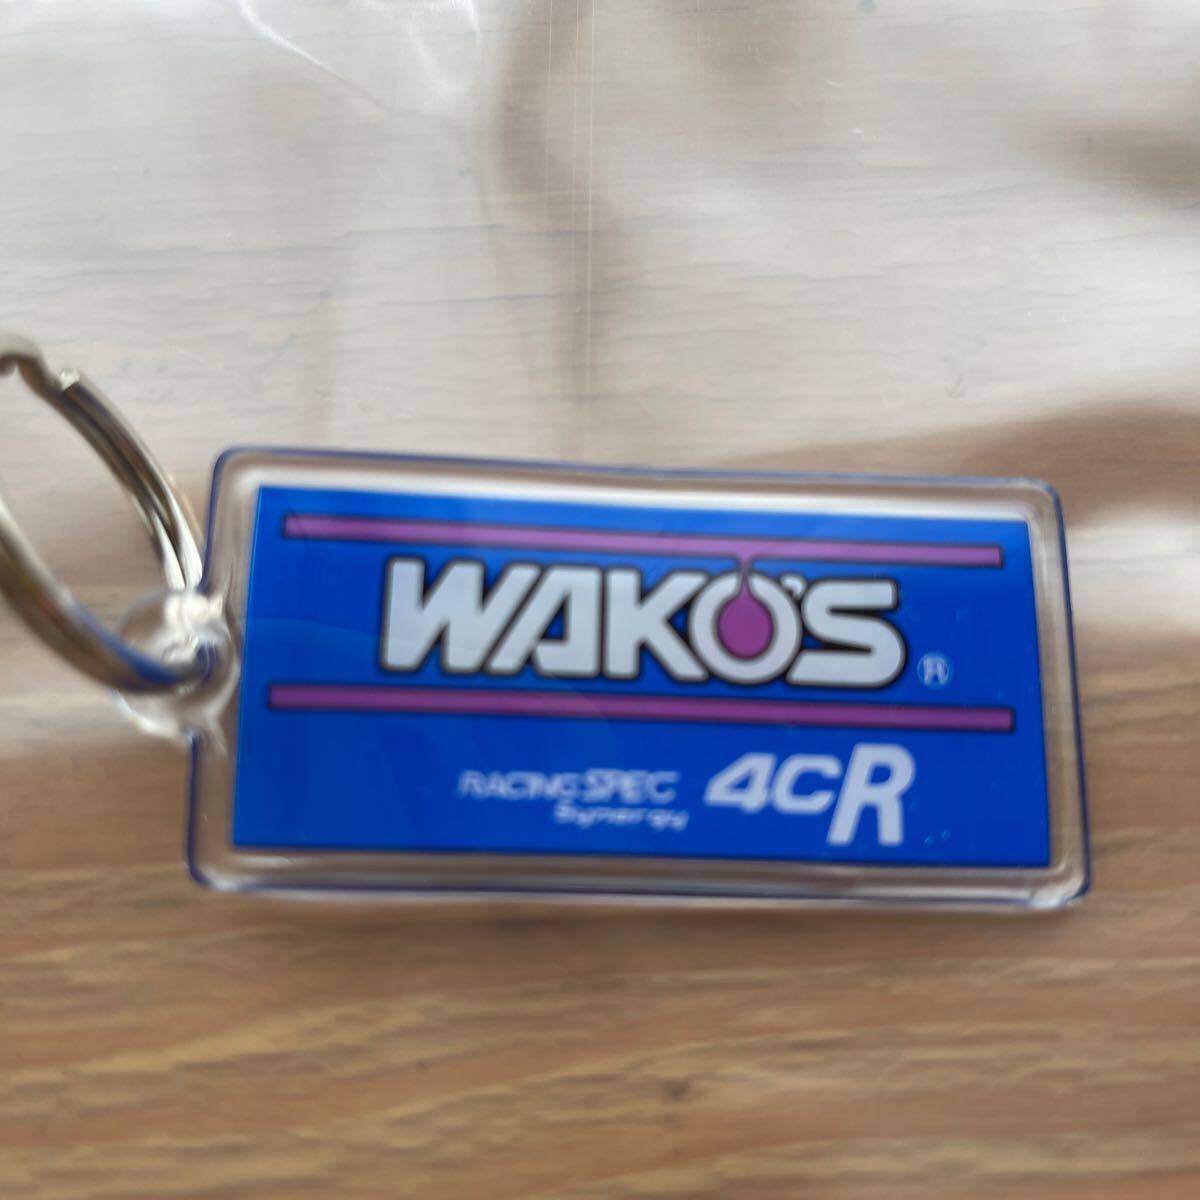 WAKO'S ®
RACING SPEC 4CR
Synergy